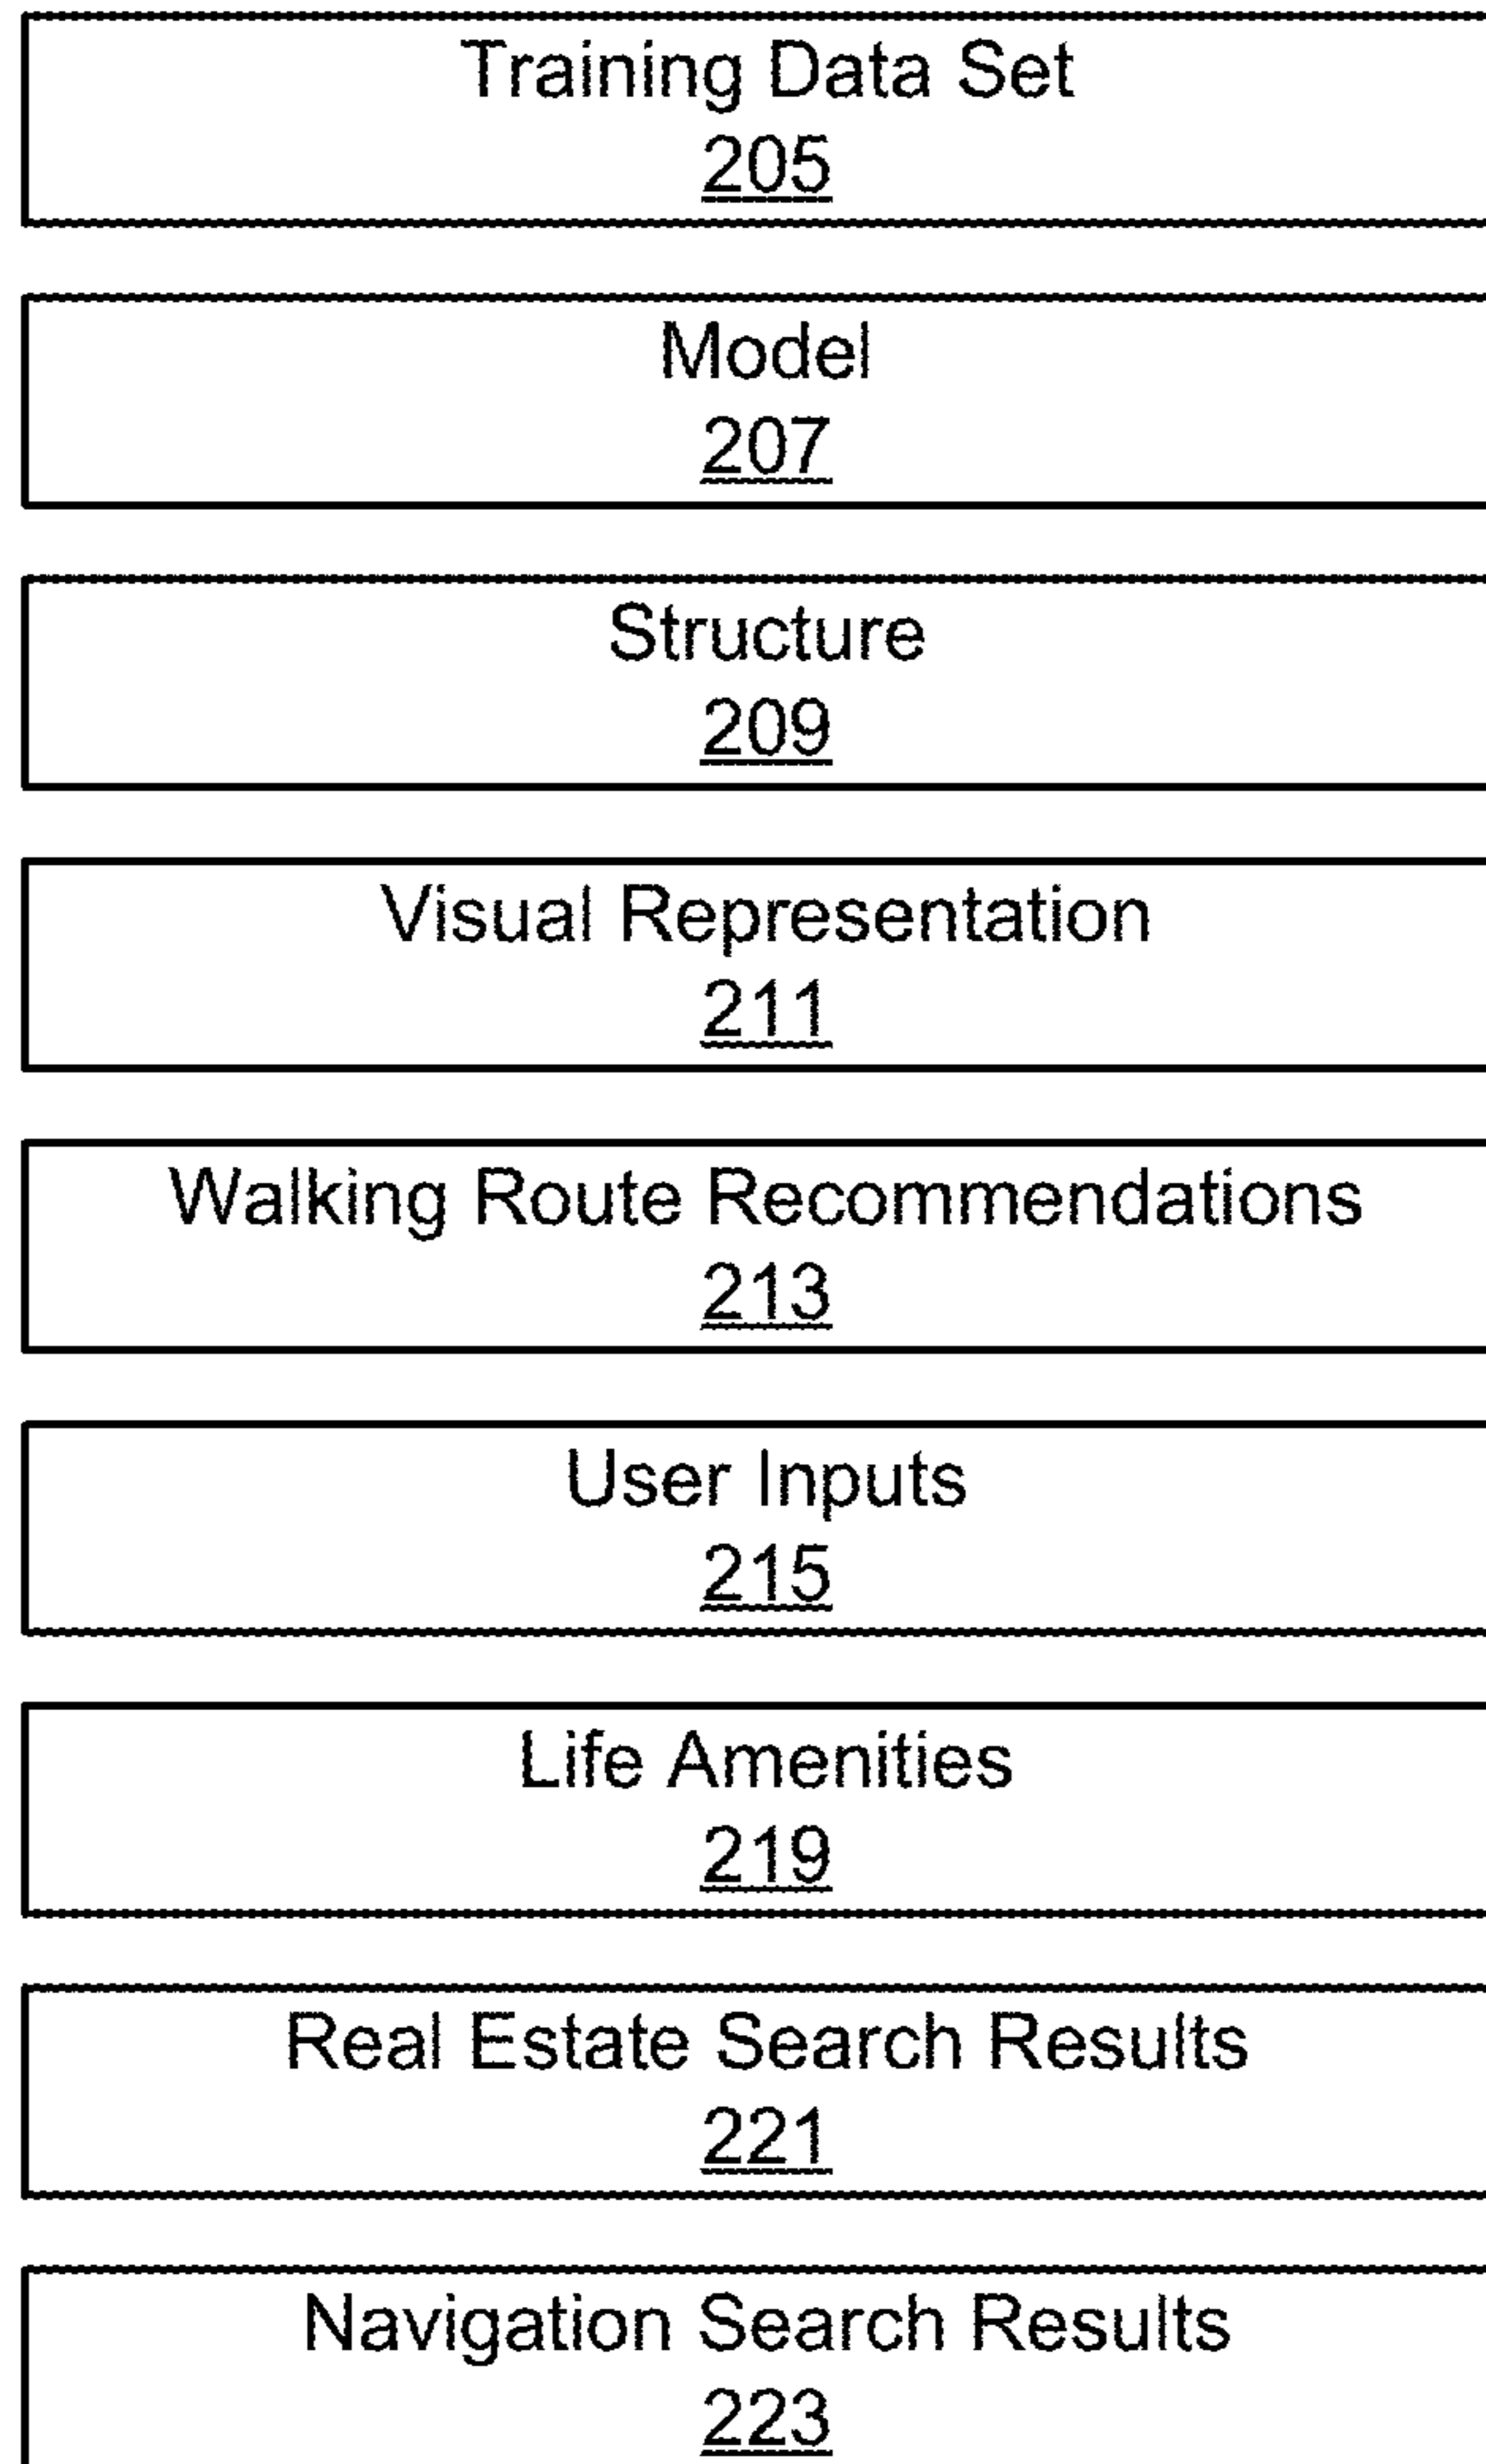 Training Data Set
205
Model
207
Structure
209
Visual Representation
211
Walking Route Recommendations
213
User Inputs
215
Life Amenities
219
Real Estate Search Results
221
Navigation Search Results
223